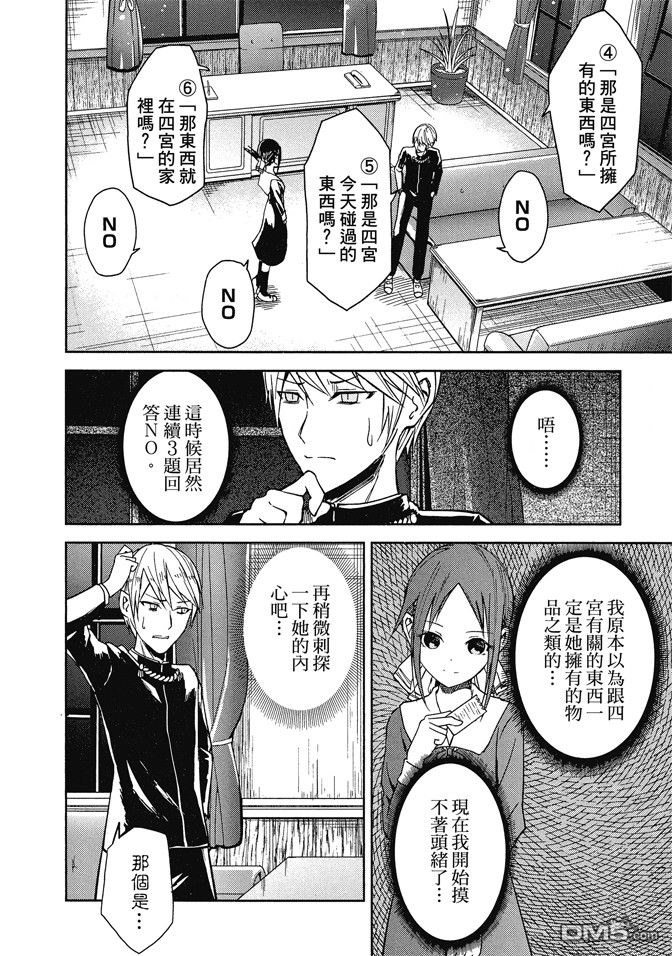 ④「那是四宮所擁
有的東西嗎？」
NO
⑤「那是四宮
今天碰過的
東西嗎？」
NO
⑥「那東西就
在四宮的家
裡嗎？」
NO
唔……
這時候居然
連續3題回
答NO。
我原本以為跟四
宮有關的東西一
定是她擁有的物
品之類的…
現在我開始摸
不著頭緒了…
再稍微刺探
一下她的內
心吧…
那個是…
DM5.com